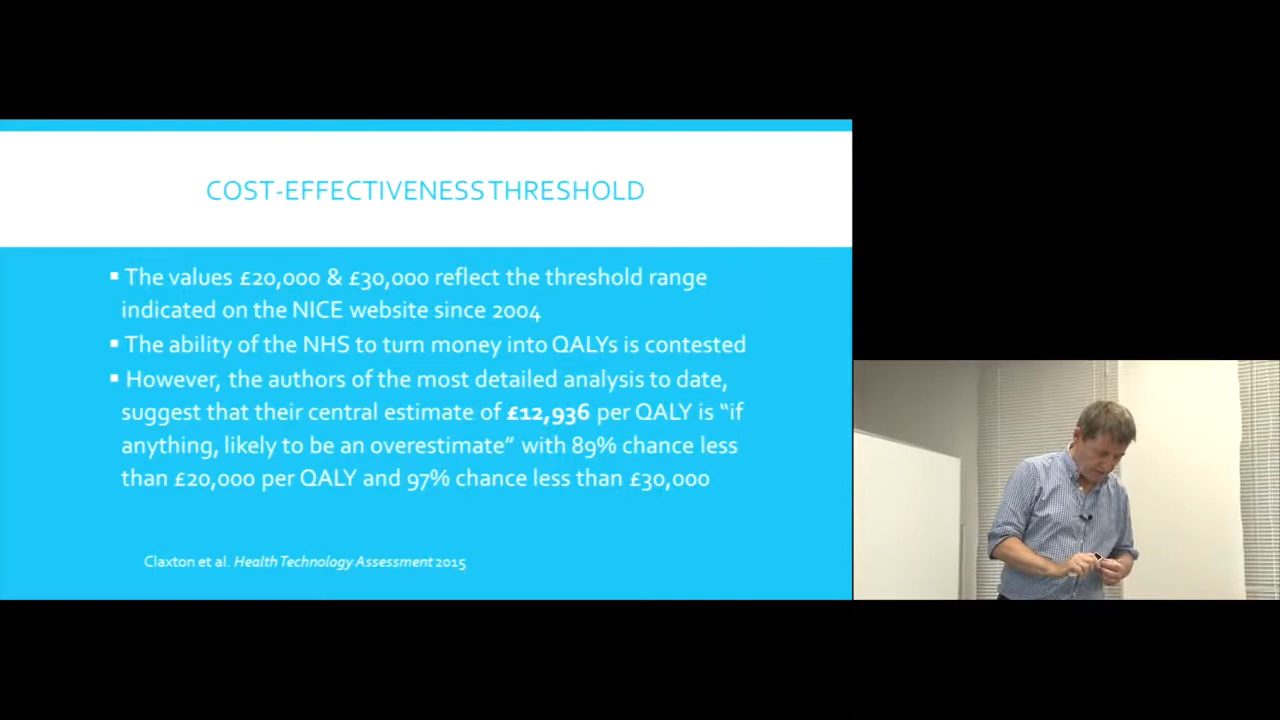 COST-EFFECTIVENESS THRESHOLD
▪ The values £20,000 & £30,000 reflect the threshold range
indicated on the NICE website since 2004
▪ The ability of the NHS to turn money into QALYs is contested
▪ However, the authors of the most detailed analysis to date,
suggest that their central estimate of £12,936 per QALY is “if
anything, likely to be an overestimate” with 89% chance less
than £20,000 per QALY and 97% chance less than £30,000
Claxton et al. Health Technology Assessment 2015